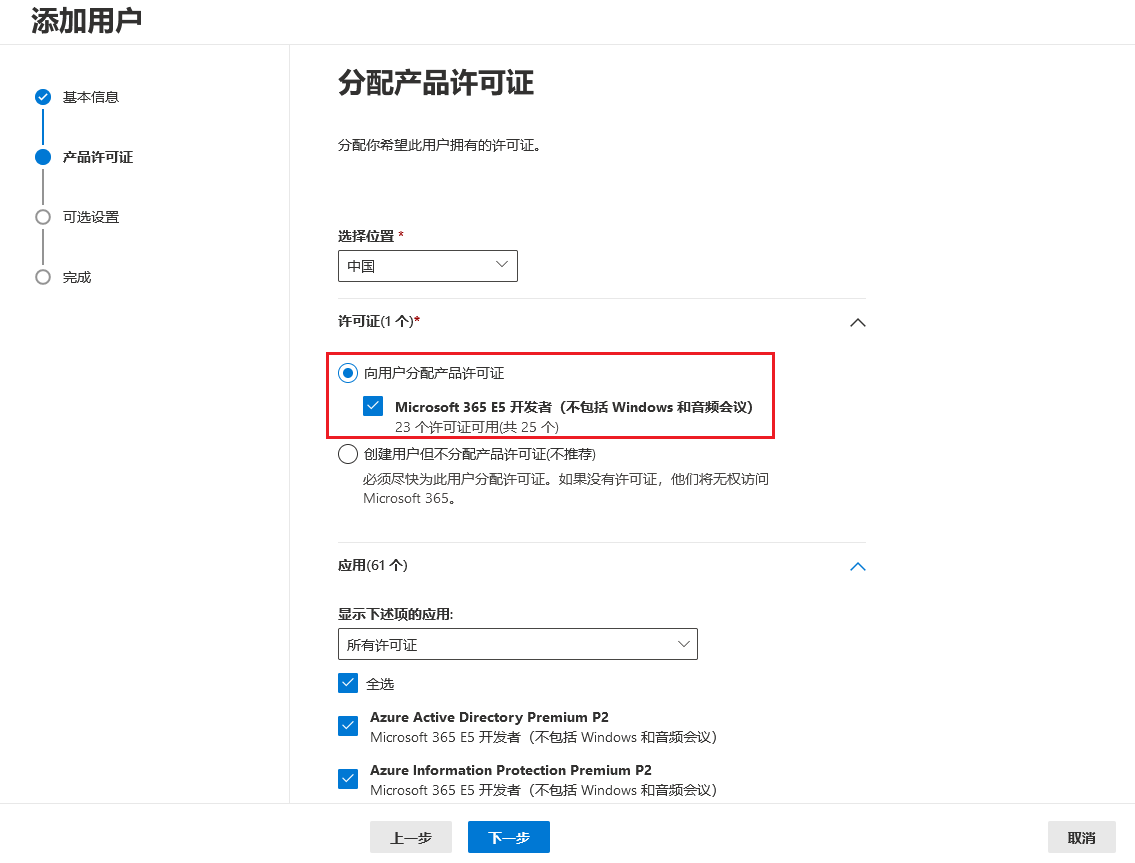 添加用户
基本信息
产品许可证
可选设置
完成
分配产品许可证
分配你希望此用户拥有的许可证。
选择位置 *
中国
许可证(1 个)*
向用户分配产品许可证
Microsoft 365 E5 开发者（不包括 Windows 和音频会议）
23 个许可证可用(共 25 个)
创建用户但不分配产品许可证(不推荐)
必须尽快为此用户分配许可证。如果没有许可证，他们将无权访问
Microsoft 365。
应用(61 个)
显示下述项的应用:
所有许可证
全选
Azure Active Directory Premium P2
Microsoft 365 E5 开发者（不包括 Windows 和音频会议）
Azure Information Protection Premium P2
Microsoft 365 E5 开发者（不包括 Windows 和音频会议）
上一步
下一步
取消